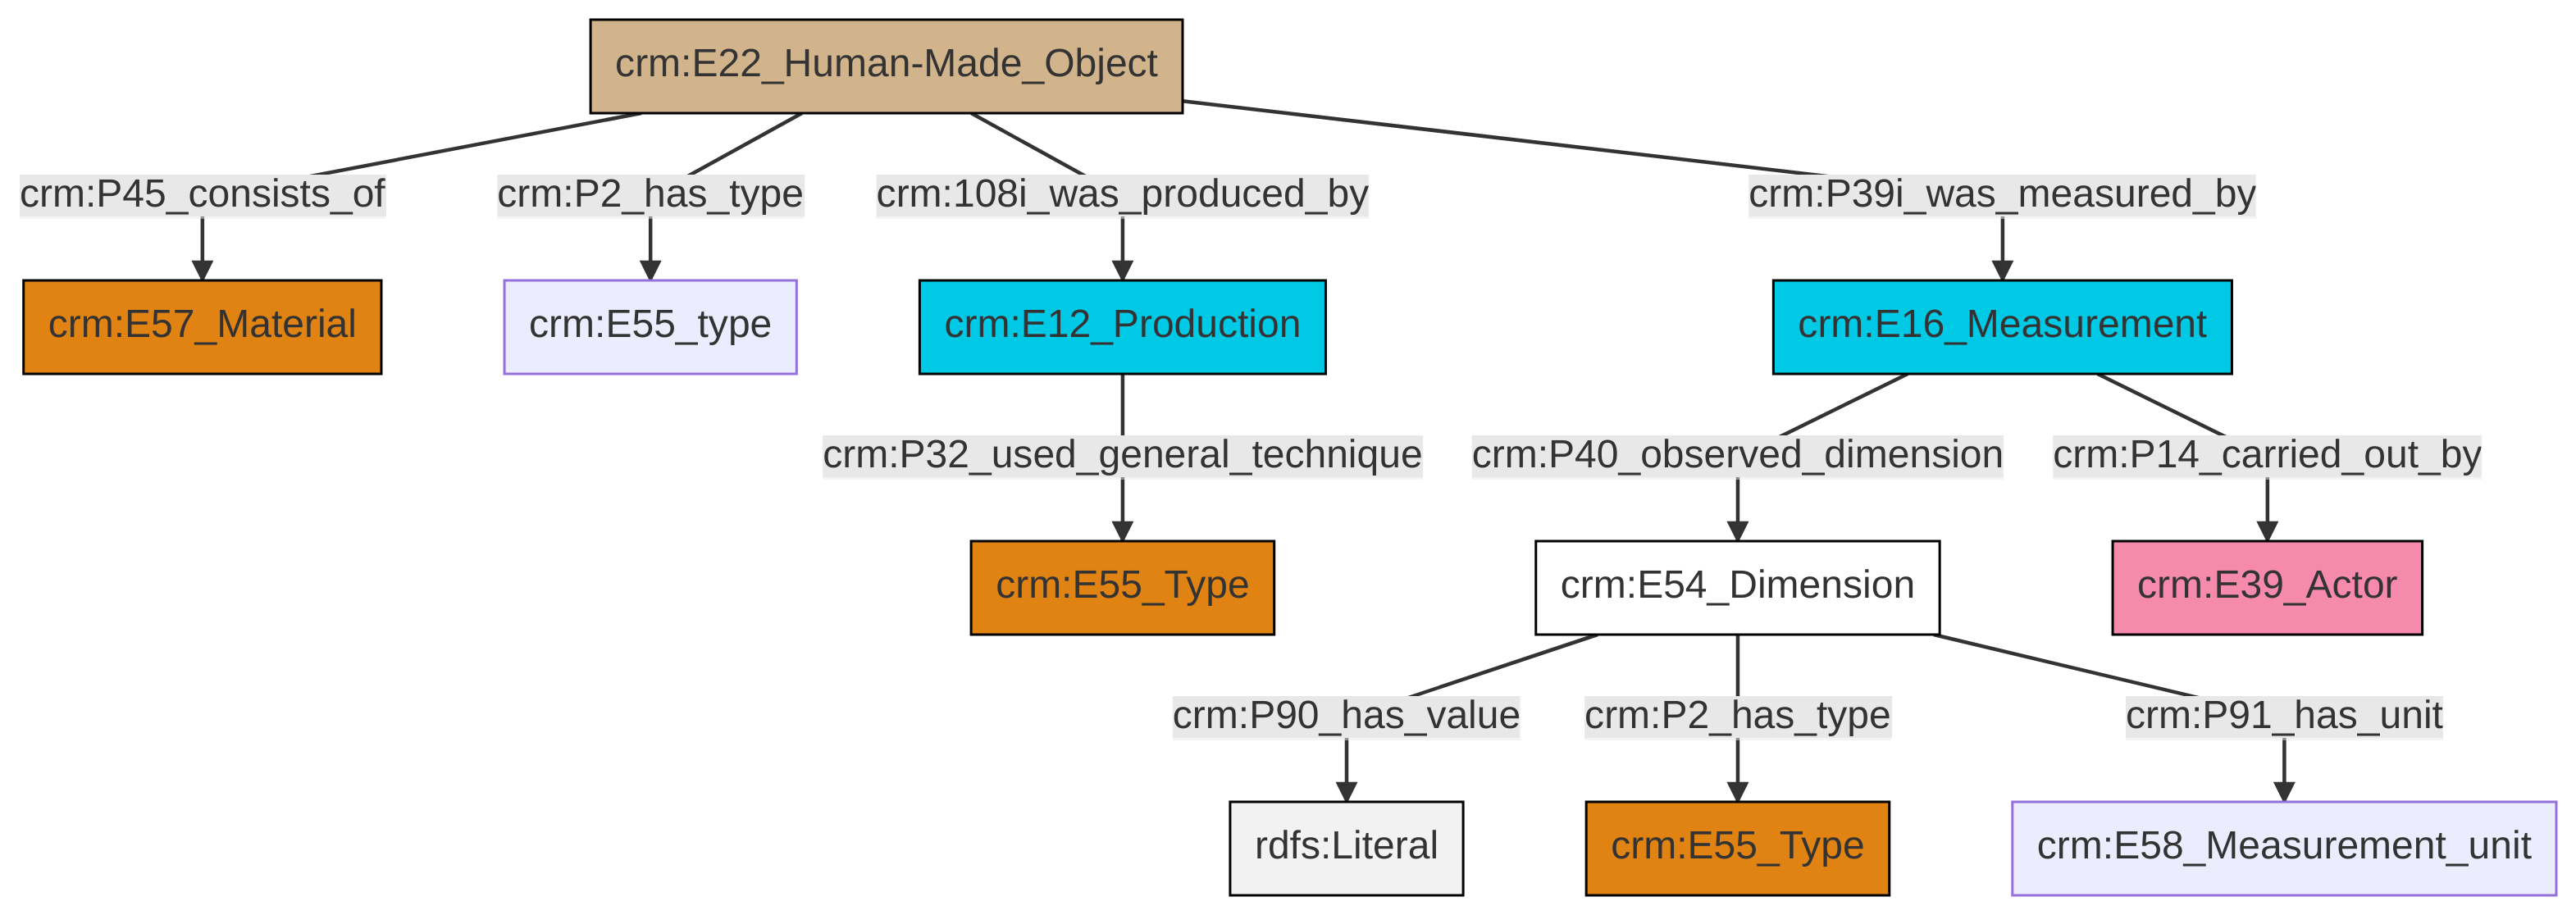 crm:E22_Human-Made_Object
crm:P45_consists_of
crm:P2_has_type
crm:108i_was_produced_by
crm:P39i_was_measured_by
crm:E57_Material
crm:E55_type
crm:E12_Production
crm:E16_Measurement
crm:P32_used_general_technique
crm:P40_observed_dimension
crm:P14_carried_out_by
crm:E55_Type
crm:E54_Dimension
crm:E39_Actor
crm:P90_has_value
crm:P2_has_type
crm:P91_has_unit
rdfs:Literal
crm:E55_Type
crm:E58_Measurement_unit